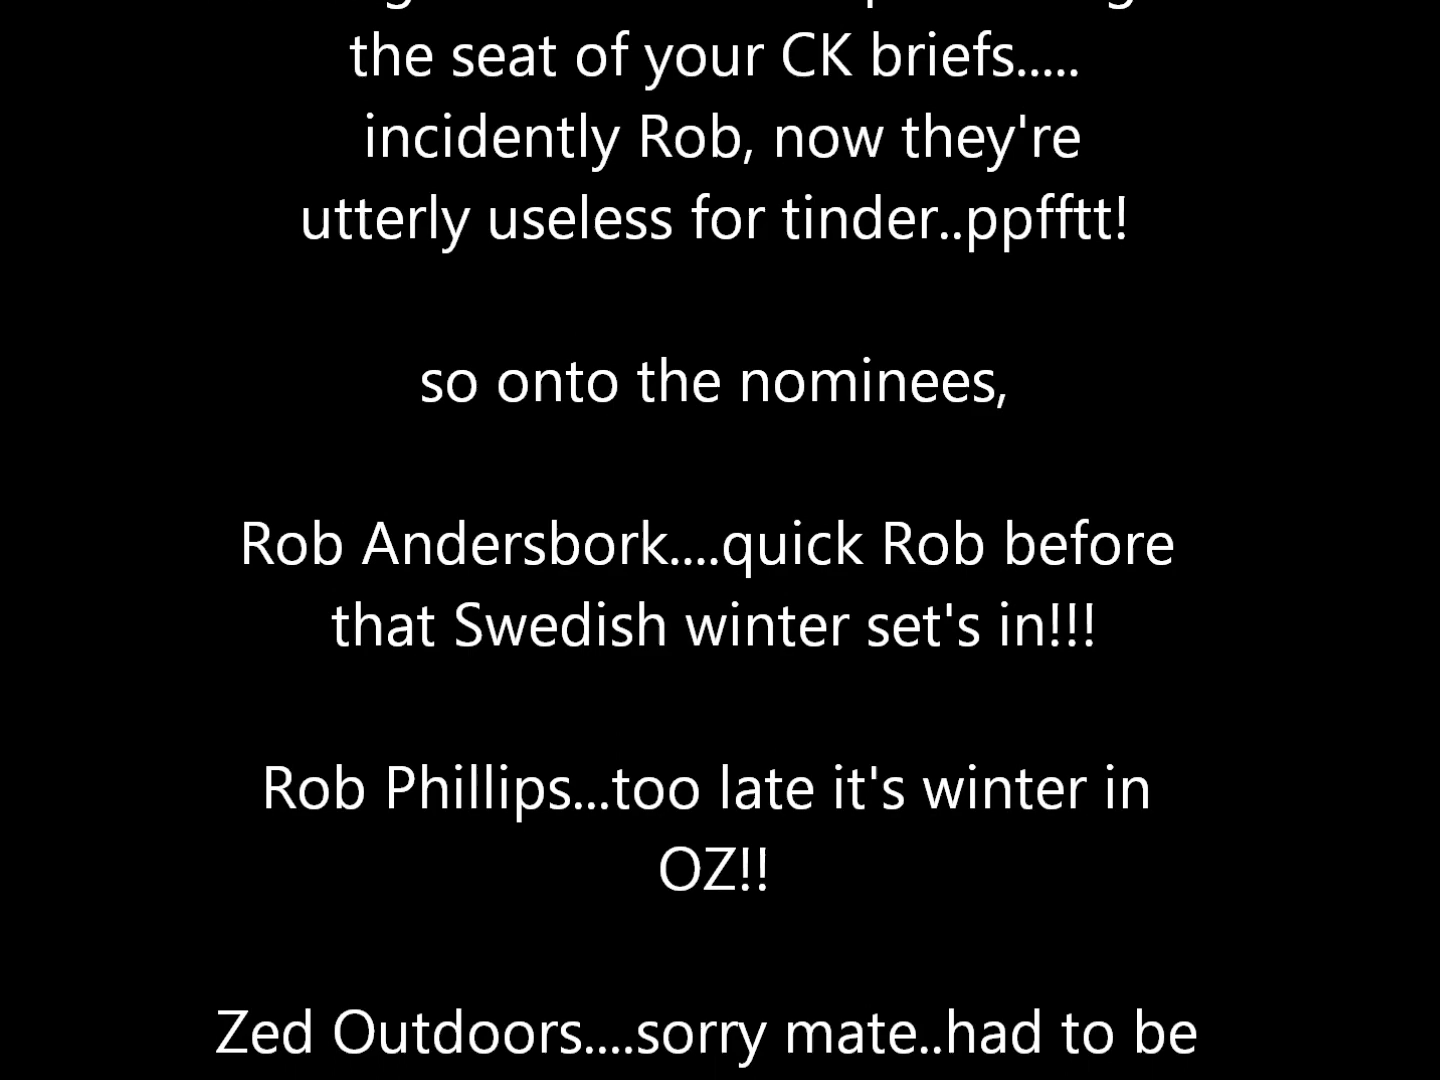 the seat of your CK briefs.....
incidently Rob, now they're
utterly useless for tinder..ppfftt!
so onto the nominees,
Rob Andersbork....quick Rob before
that Swedish winter set's in!!!
Rob Phillips...too late it's winter in
OZ!!
Zed Outdoors....sorry mate..had to be